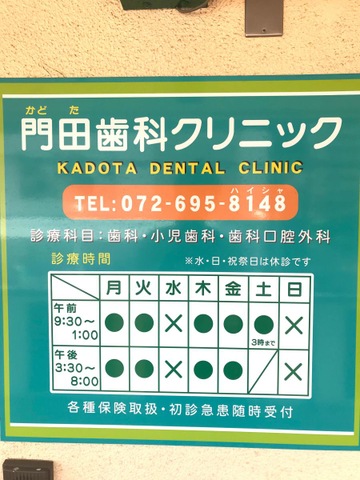 かど た
門田歯科クリニック
KADOTA DENTAL CLINIC
ハイシャ
TEL:072-695-8148
診療科目:歯科・小児歯科・歯科口腔外科
診療時間 ※水・日・祝祭日は休診です
月 火 水 木 金 土 日
午前 9:30～1:00 ● ● × ● ● ● 3時まで ×
午後 3:30～8:00 ● ● × ● ● ／ ×
各種保険取扱・初診急患随時受付